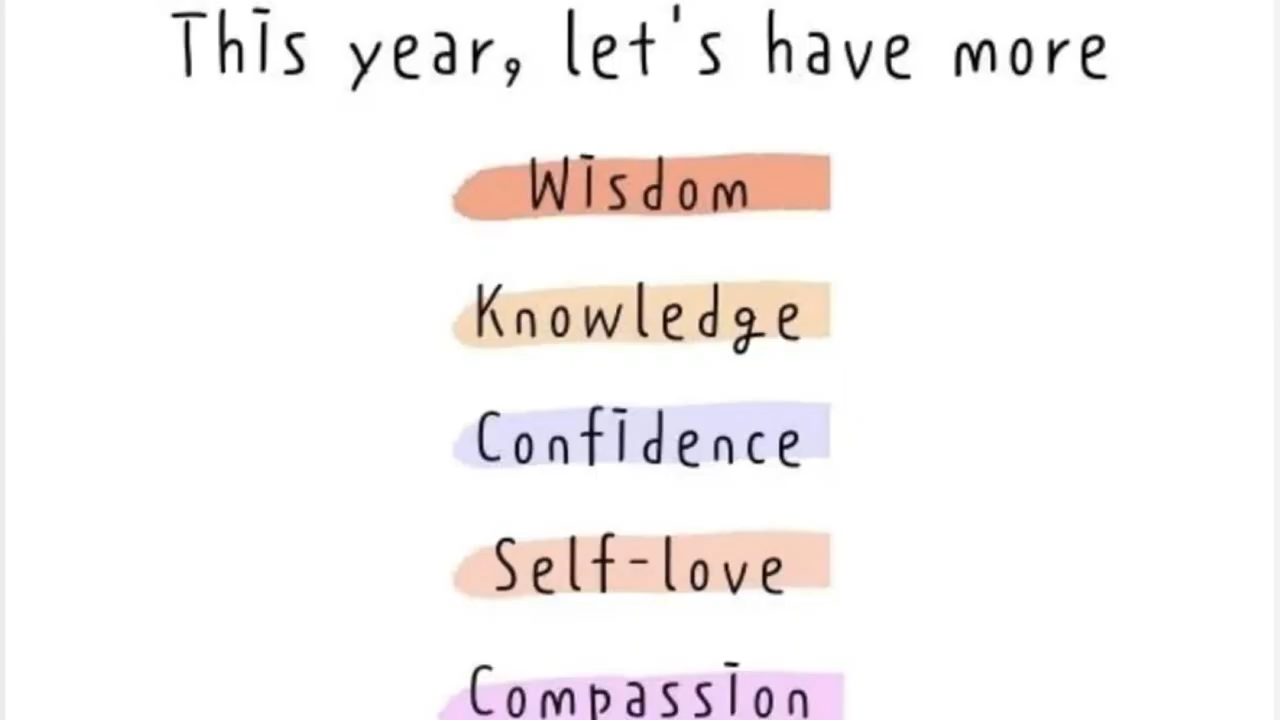 This year, let's have more
Wisdom
Knowledge
Confidence
Self-love
Compassion